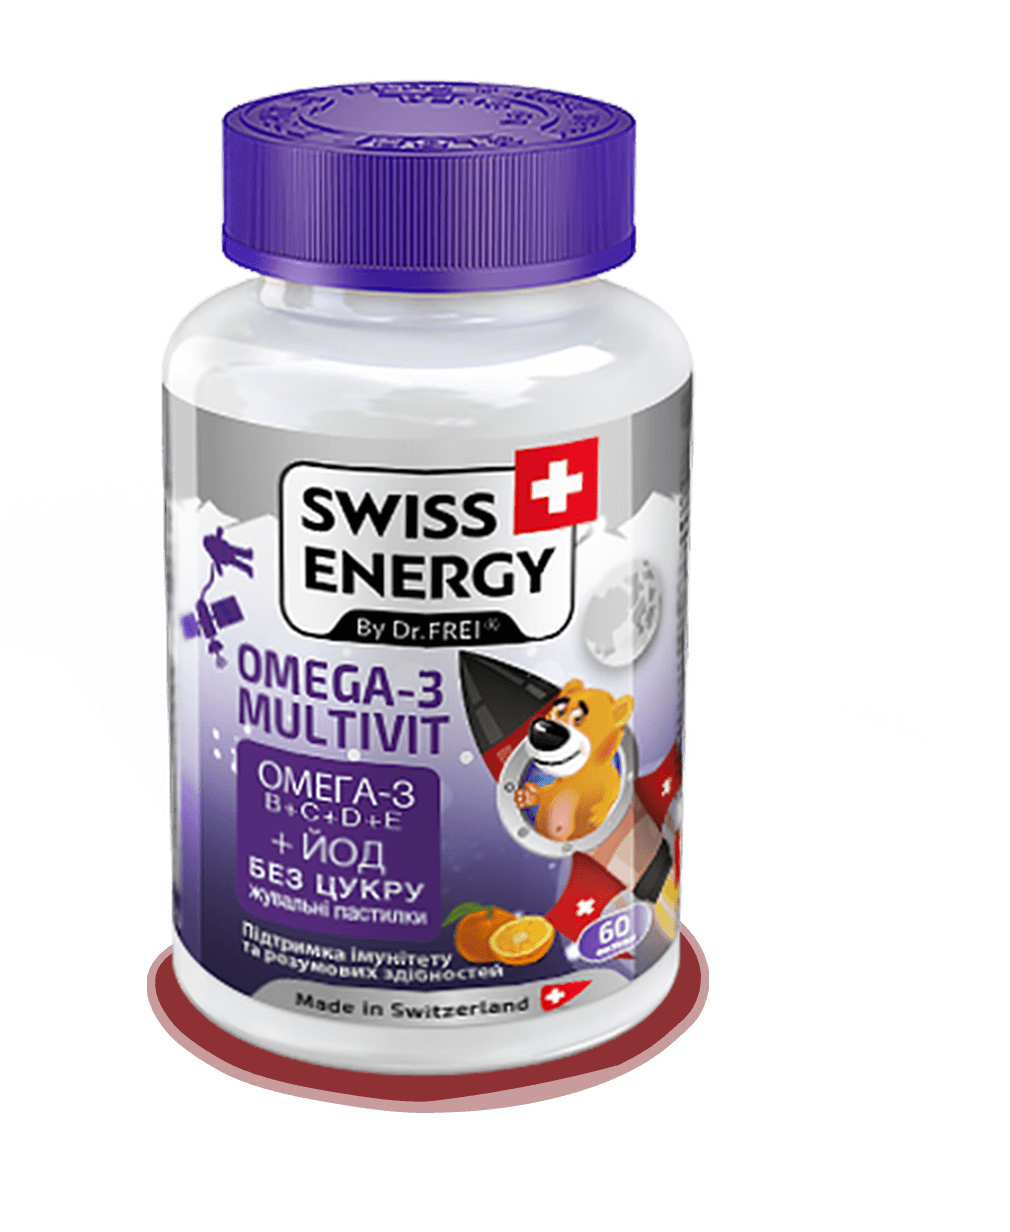 SWISS
ENERGY
By Dr.FREI®
OMEGA-3
MULTIVIT
ОМЕГА-3
B+C+D+E
+ ЙОД
БЕЗ ЦУКРУ
жувальні пастилки
Підтримка імунітету
та розумових здібностей
60
Made in Switzerland